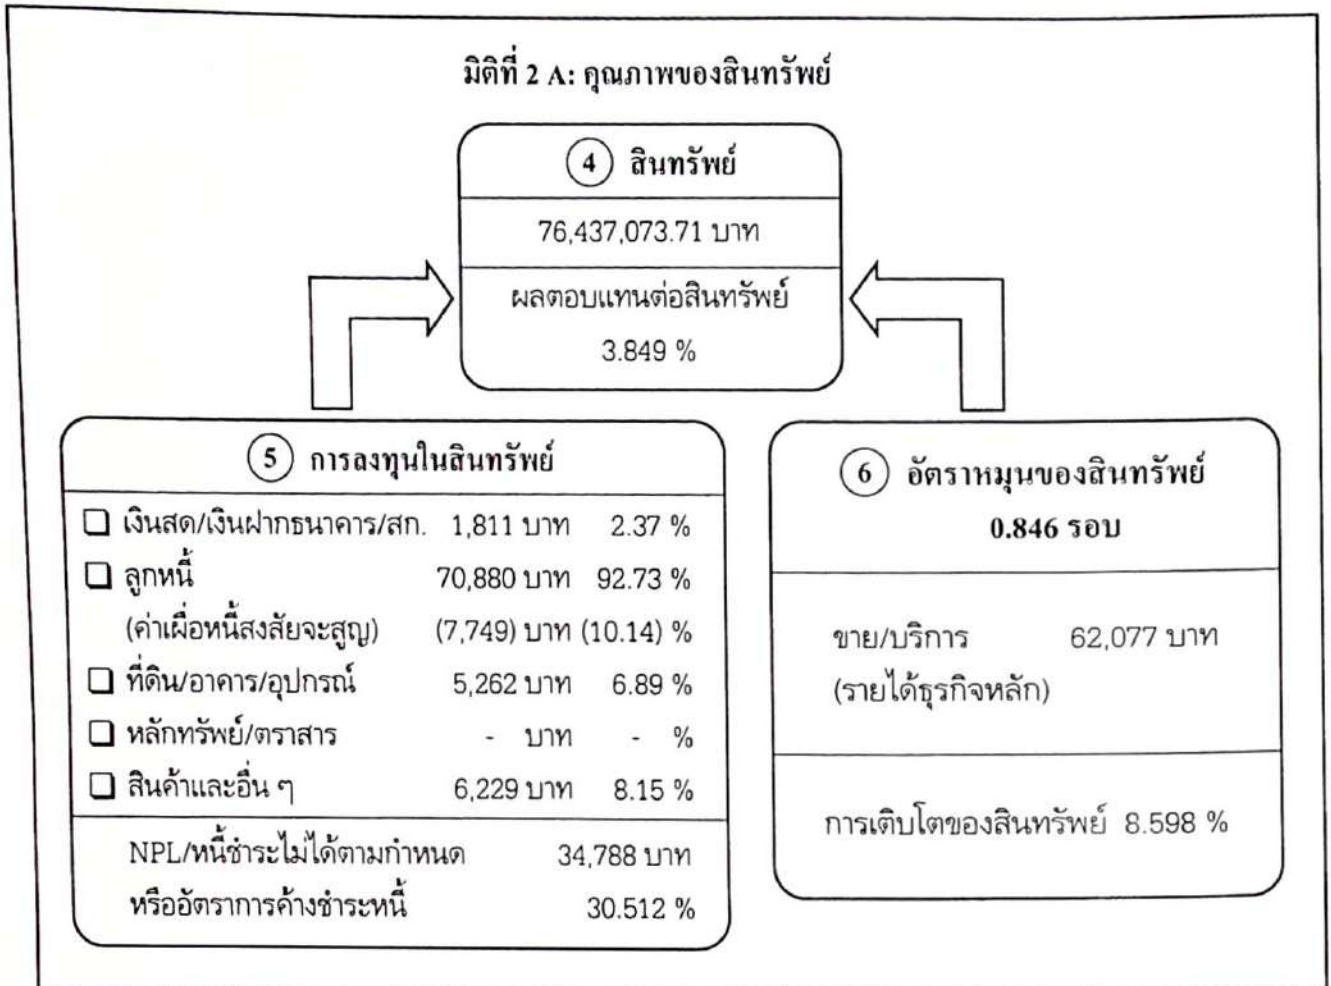 มิติที่ 2 A: คุณภาพของสินทรัพย์
4 สินทรัพย์
76,437,073.71 บาท
ผลตอบแทนต่อสินทรัพย์
3.849 %
5 การลงทุนในสินทรัพย์
❑ เงินสด/เงินฝากธนาคาร/สก. 1,811 บาท 2.37 %
❑ ลูกหนี้ 70,880 บาท 92.73 %
(ค่าเผื่อหนี้สงสัยจะสูญ) (7,749) บาท (10.14) %
❑ ที่ดิน/อาคาร/อุปกรณ์ 5,262 บาท 6.89 %
❑ หลักทรัพย์/ตราสาร - บาท - %
❑ สินค้าและอื่น ๆ 6,229 บาท 8.15 %
NPL/หนี้ชำระไม่ได้ตามกำหนด 34,788 บาท
หรืออัตราการค้างชำระหนี้ 30.512 %
6 อัตราหมุนของสินทรัพย์
0.846 รอบ
ขาย/บริการ 62,077 บาท
(รายได้ธุรกิจหลัก)
การเติบโตของสินทรัพย์ 8.598 %